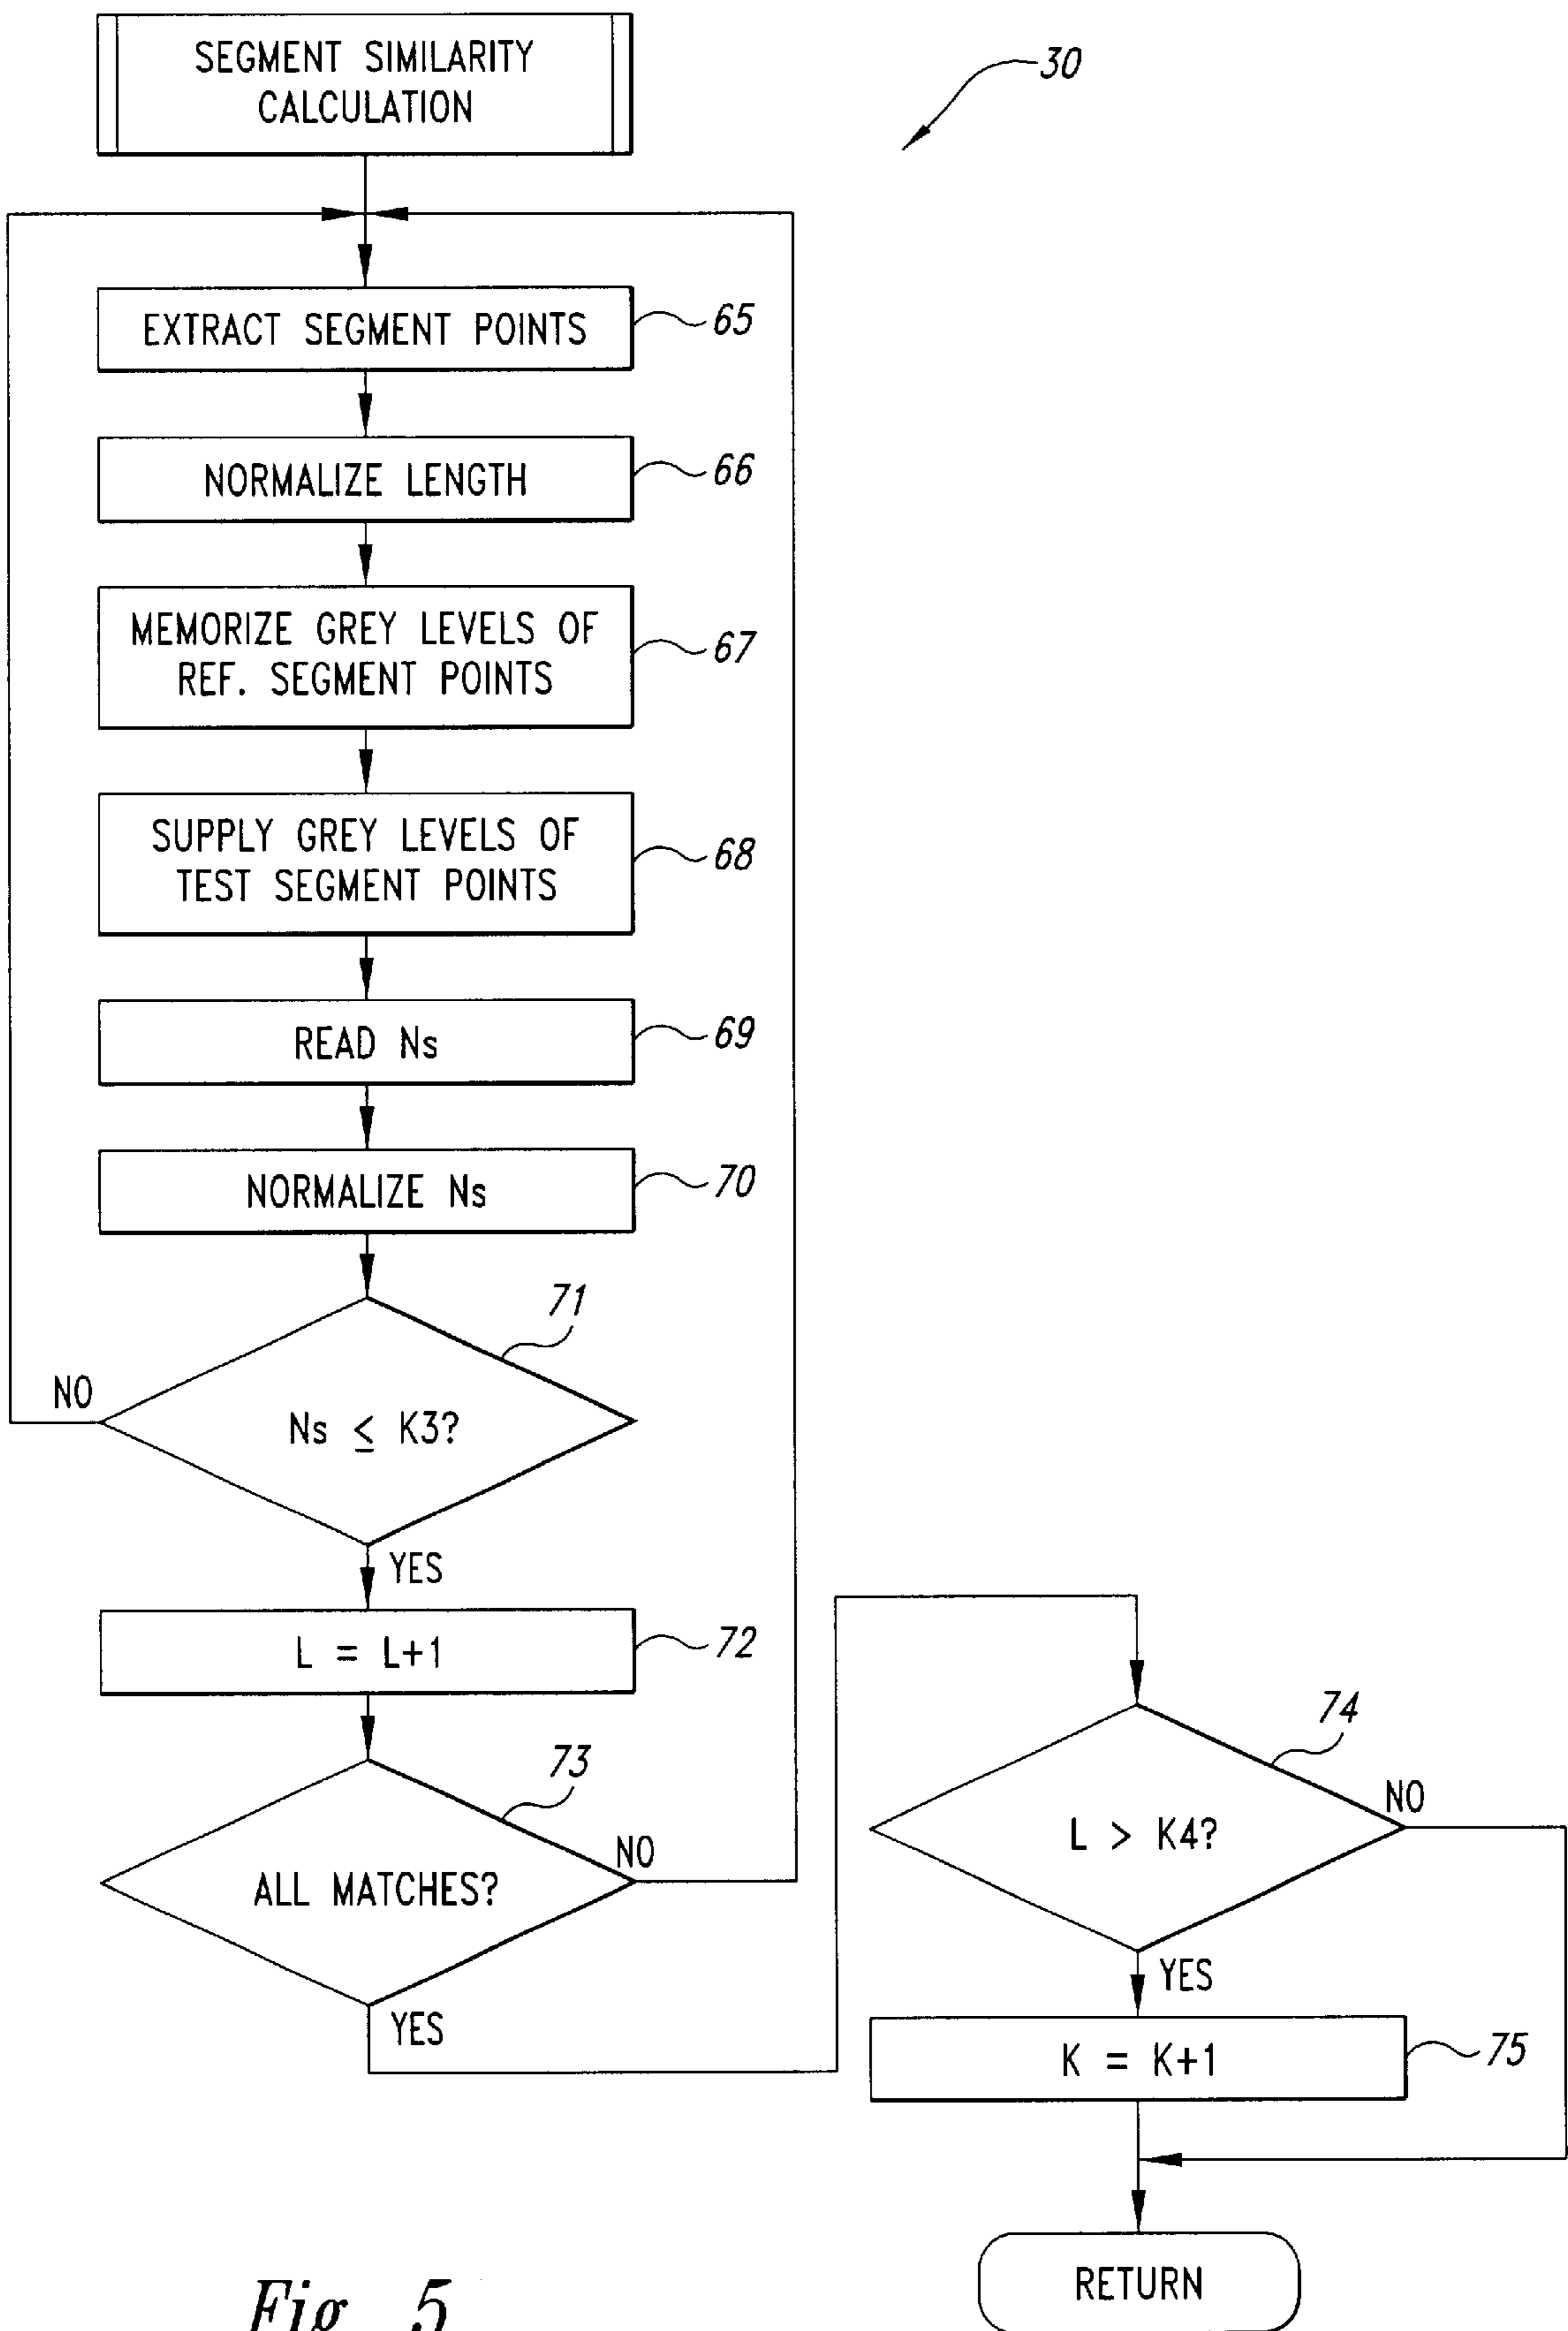 SEGMENT SIMILARITY
CALCULATION
30
EXTRACT SEGMENT POINTS
65
NORMALIZE LENGTH
66
MEMORIZE GREY LEVELS OF
REF. SEGMENT POINTS
67
SUPPLY GREY LEVELS OF
TEST SEGMENT POINTS
68
READ Ns
69
NORMALIZE Ns
70
71
NO
Ns ≤ K3?
YES
L = L+1
72
73
NO
ALL MATCHES?
YES
74
NO
L > K4?
YES
K = K+1
75
RETURN
Fig. 5